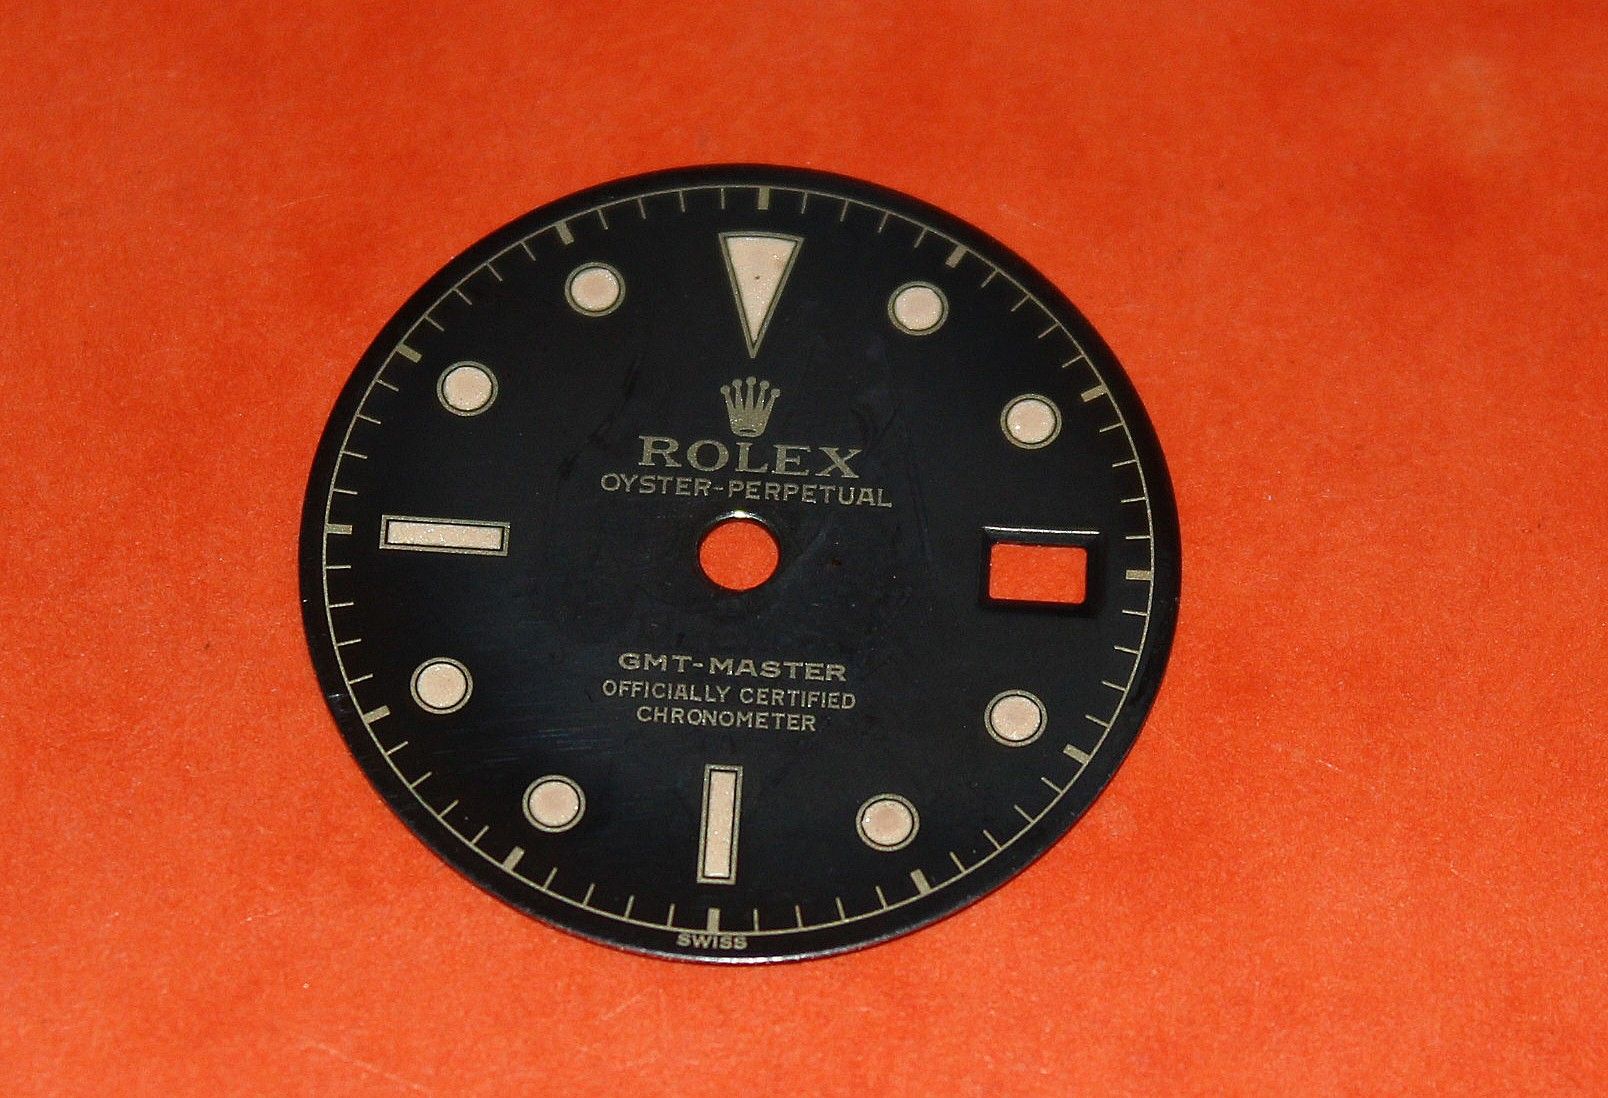 ROLEX
OYSTER-PERPETUAL
GMT-MASTER
OFFICIALLY CERTIFIED
CHRONOMETER
SWISS